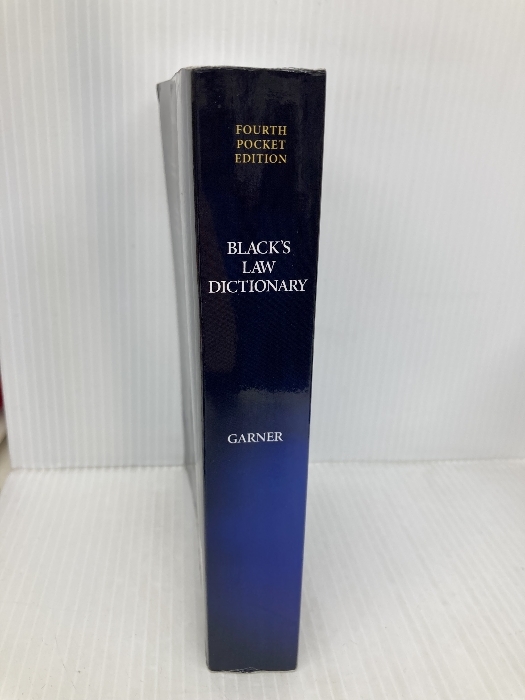 FOURTH
POCKET
EDITION
BLACK'S
LAW
DICTIONARY
GARNER